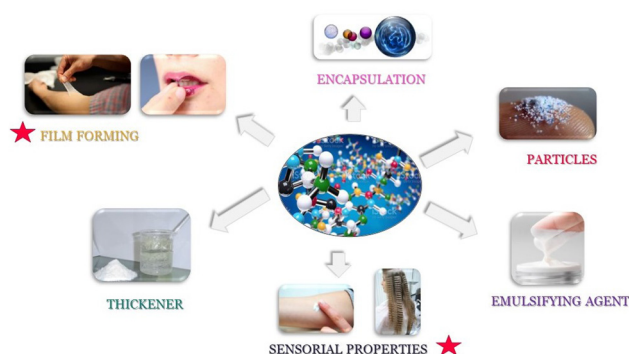 ENCAPSULATION
FILM FORMING
PARTICLES
THICKENER
EMULSIFYING AGENT
SENSORIAL PROPERTIES